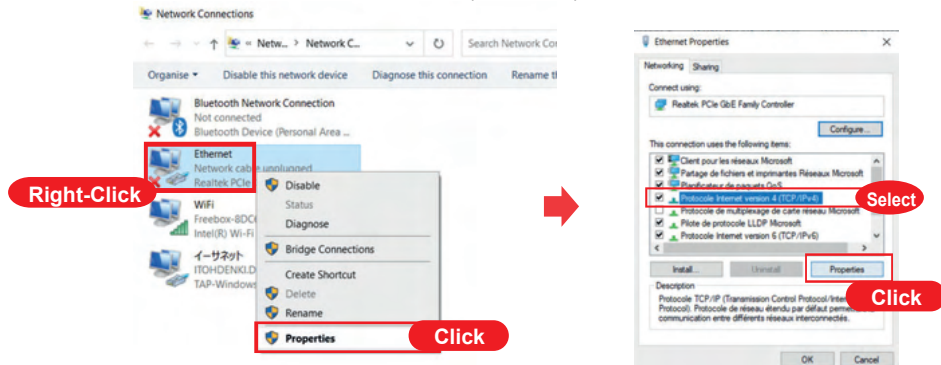 Network Connections
Netw... > Network C...
Search Network Con
Organise
Disable this network device
Diagnose this connection
Rename th
Bluetooth Network Connection
Not connected
Bluetooth Device (Personal Area ...
Ethernet
Network cable unplugged
Realtek PCIe
WiFi
Freebox-8DC
Intel(R) Wi-Fi
イーサネット
ITOHDENKI.D
TAP-Windows
Right-Click
Disable
Status
Diagnose
Bridge Connections
Create Shortcut
Delete
Rename
Properties
Click
Ethernet Properties
Networking
Sharing
Connect using:
Realtek PCIe GbE Family Controller
Configure...
This connection uses the following items:
Client pour les réseaux Microsoft
Partage de fichiers et imprimantes Réseaux Microsoft
Planificateur de paquets QoS
Protocole Internet version 4 (TCP/IPv4)
Select
Protocole de multiplexage de carte réseau Microsoft
Pilote de protocole LLDP Microsoft
Protocole Internet version 6 (TCP/IPv6)
Install...
Uninstall
Properties
Click
Description
Protocole TCP/IP (Transmission Control Protocol/Inter
Protocol). Protocole de réseau étendu par défaut permet
communication entre différents réseaux interconnectés.
OK
Cancel